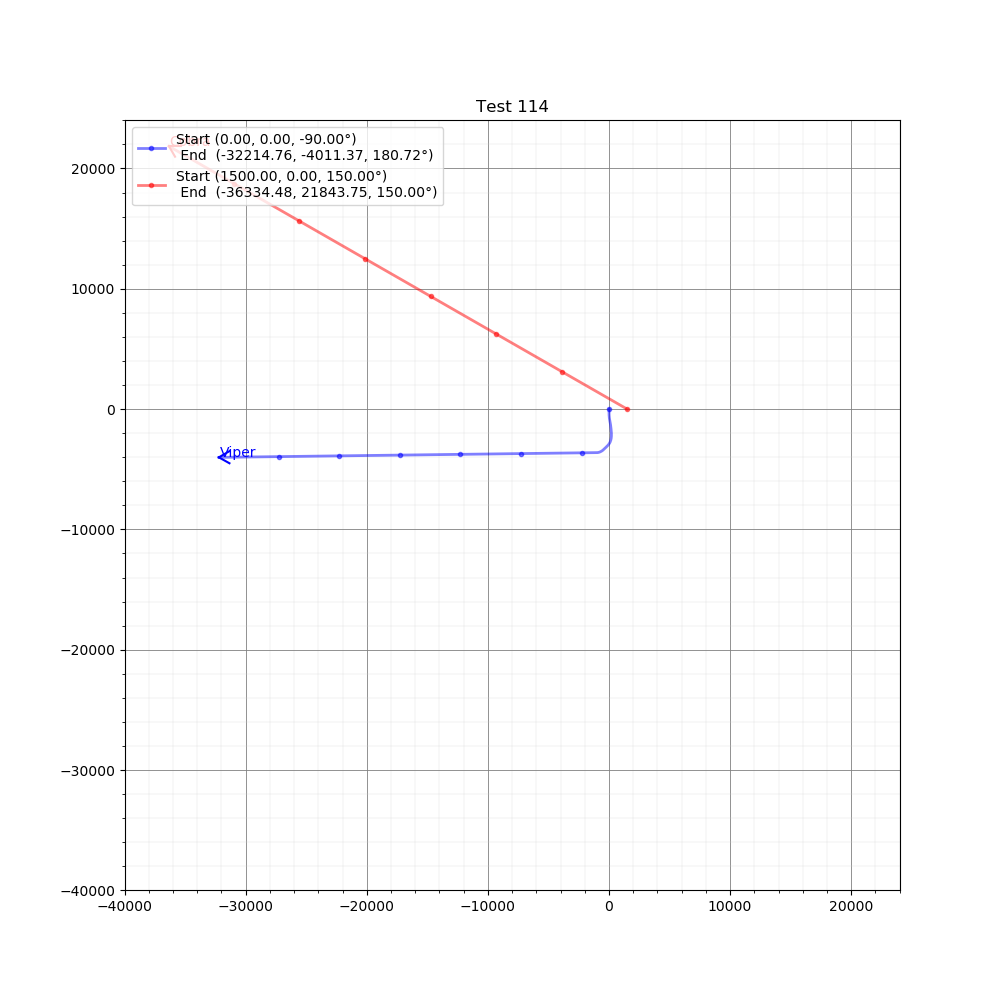 Test 114
Start (0.00, 0.00, -90.00°)
End (-32214.76, -4011.37, 180.72°)
Start (1500.00, 0.00, 150.00°)
End (-36334.48, 21843.75, 150.00°)
Viper
20000
10000
0
−10000
−20000
−30000
−40000
−40000 −30000 −20000 −10000 0 10000 20000